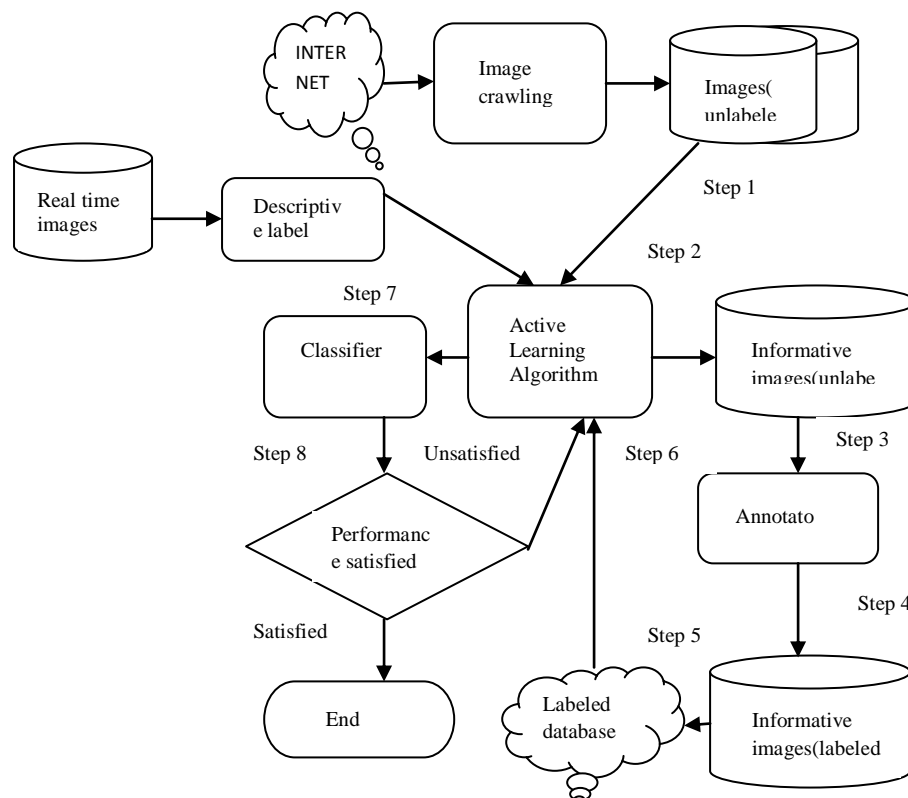 INTER
NET
Image
crawling
Images(
unlabele
Step 1
Real time
images
Descriptiv
e label
Step 2
Step 7
Classifier
Active
Learning
Algorithm
Informative
images(unlabe
Step 8
Unsatisfied
Step 6
Step 3
Performanc
e satisfied
Annotato
Satisfied
Step 5
Step 4
End
Labeled
database
Informative
images(labeled